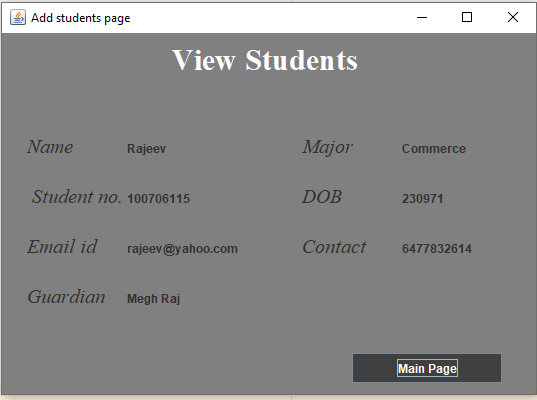 Add students page
View Students
Name Rajeev Major Commerce
Student no. 100706115 DOB 230971
Email id rajeev@yahoo.com Contact 6477832614
Guardian Megh Raj
Main Page